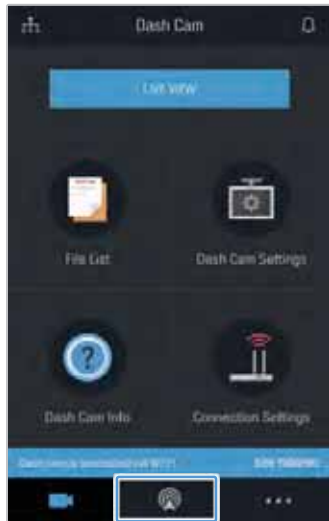 Dash Cam
LIVE VIEW
File List
Dash Cam Settings
Dash Cam Info
Connection Settings